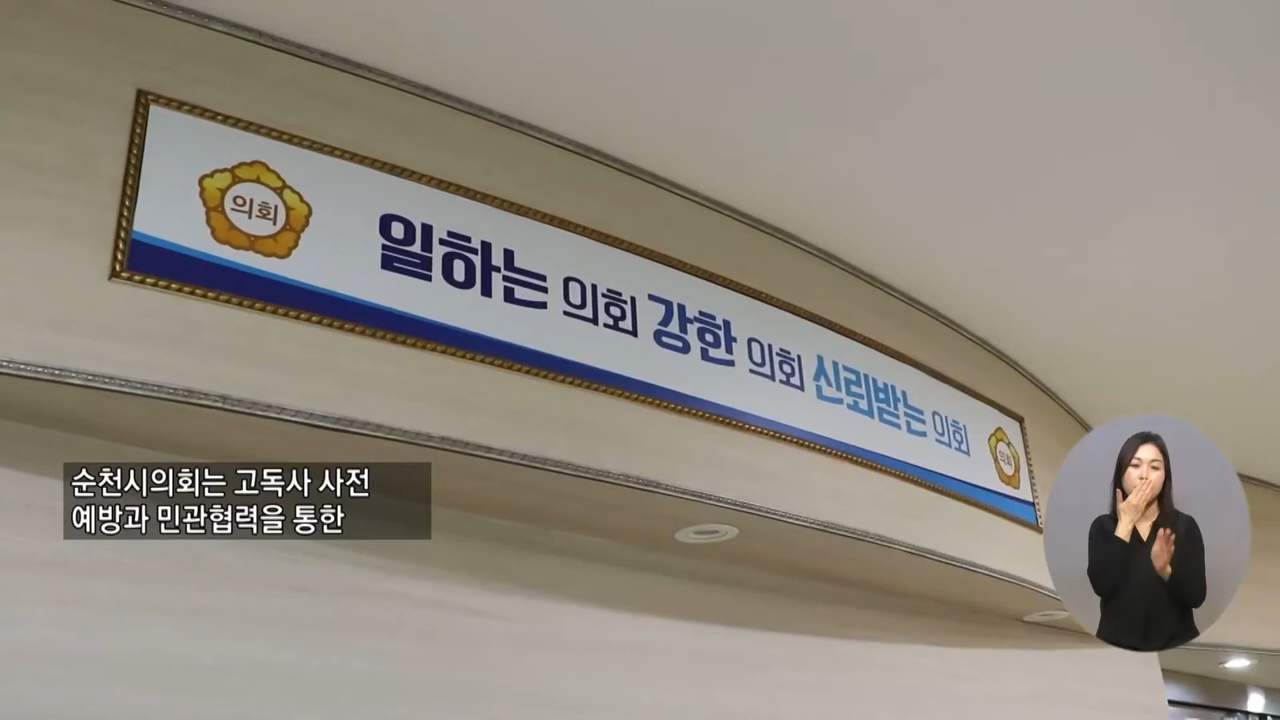 의회
일하는 의회 강한 의회 신뢰받는 의회
의회
순천시의회는 고독사 사전
예방과 민관협력을 통한